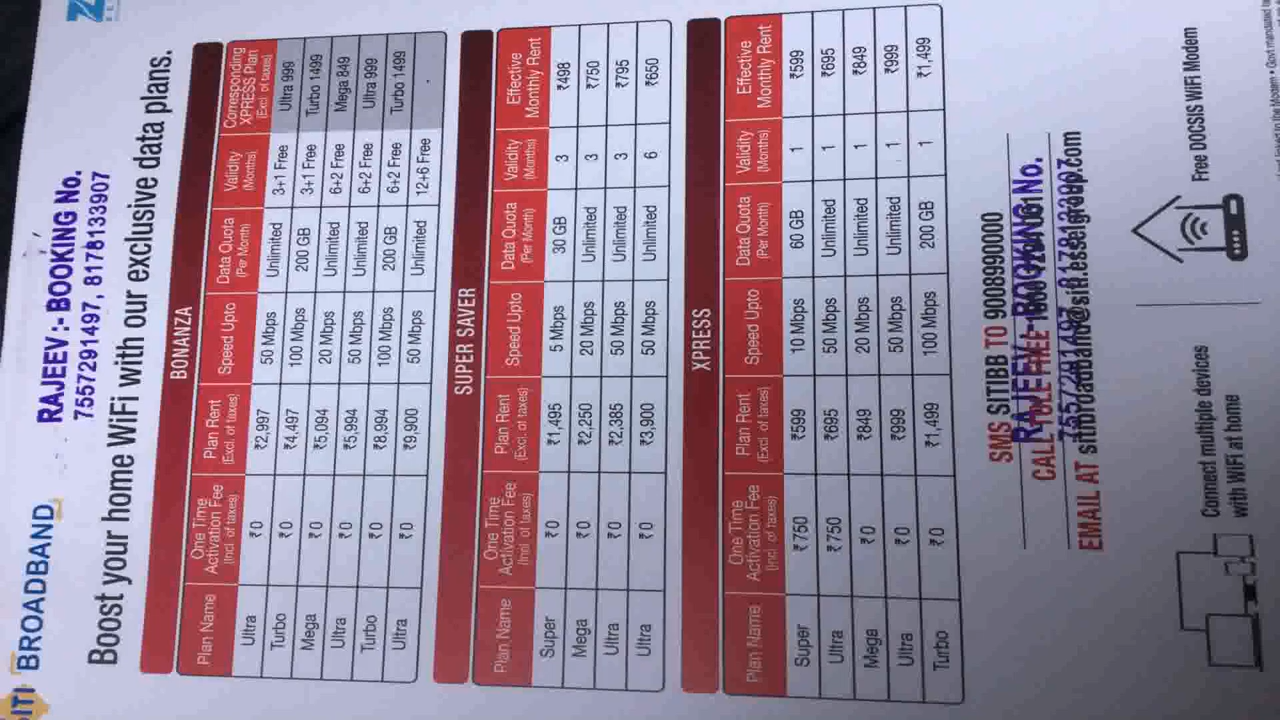 SITI BROADBAND
RAJEEV :- BOOKING No.
7557291497, 8178133907
Boost your home WiFi with our exclusive data plans.
BONANZA
Plan Name One Time Activation Fee (Incl. of taxes) Plan Rent (Excl. of taxes) Speed Upto Data Quota (Per Month) Validity (Months) Corresponding XPRESS Plan (Excl. of taxes)
Ultra ₹0 ₹2,997 50 Mbps Unlimited 3+1 Free Ultra 999
Turbo ₹0 ₹4,497 100 Mbps 200 GB 3+1 Free Turbo 1499
Mega ₹0 ₹5,094 20 Mbps Unlimited 6+2 Free Mega 849
Ultra ₹0 ₹5,994 50 Mbps Unlimited 6+2 Free Ultra 999
Turbo ₹0 ₹8,994 100 Mbps 200 GB 6+2 Free Turbo 1499
Ultra ₹0 ₹9,900 50 Mbps Unlimited 12+6 Free -
SUPER SAVER
Plan Name One Time Activation Fee (Incl. of taxes) Plan Rent (Excl. of taxes) Speed Upto Data Quota (Per Month) Validity (Months) Effective Monthly Rent
Super ₹0 ₹1,495 5 Mbps 30 GB 3 ₹498
Mega ₹0 ₹2,250 20 Mbps Unlimited 3 ₹750
Ultra ₹0 ₹2,385 50 Mbps Unlimited 3 ₹795
Ultra ₹0 ₹3,900 50 Mbps Unlimited 6 ₹650
XPRESS
Plan Name One Time Activation Fee (Incl. of taxes) Plan Rent (Excl. of taxes) Speed Upto Data Quota (Per Month) Validity (Months) Effective Monthly Rent
Super ₹750 ₹599 10 Mbps 60 GB 1 ₹599
Ultra ₹750 ₹695 50 Mbps Unlimited 1 ₹695
Mega ₹0 ₹849 20 Mbps Unlimited 1 ₹849
Ultra ₹0 ₹999 50 Mbps Unlimited 1 ₹999
Turbo ₹0 ₹1,499 100 Mbps 200 GB 1 ₹1,499
SMS SITIBB TO 9008990000
RAJEEV :- BOOKING No.
CALL TOLL FREE
7557291497, 8178133907
EMAIL AT sitibroadband@siti.esselgroup.com
Connect multiple devices
with WiFi at home
Free DOCSIS WiFi Modem